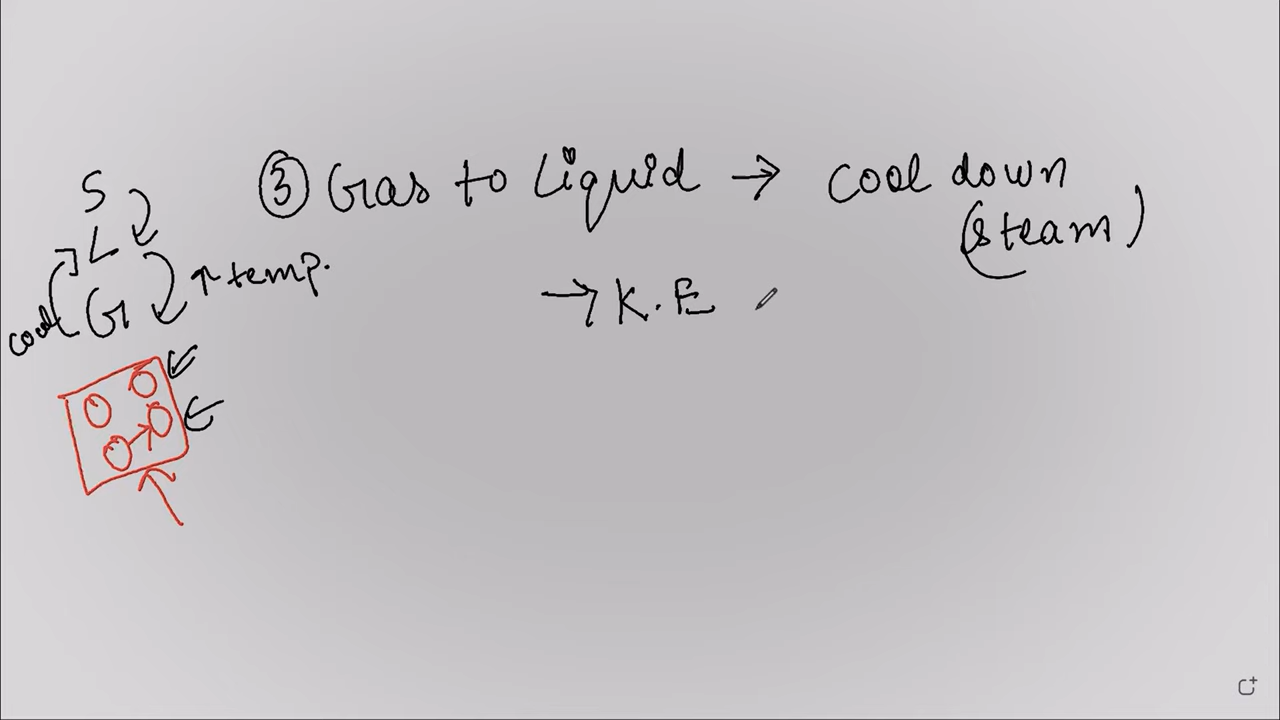 ③ Gas to Liquid → cool down
(steam)
→ K.E
S
L
↑ temp.
cool G